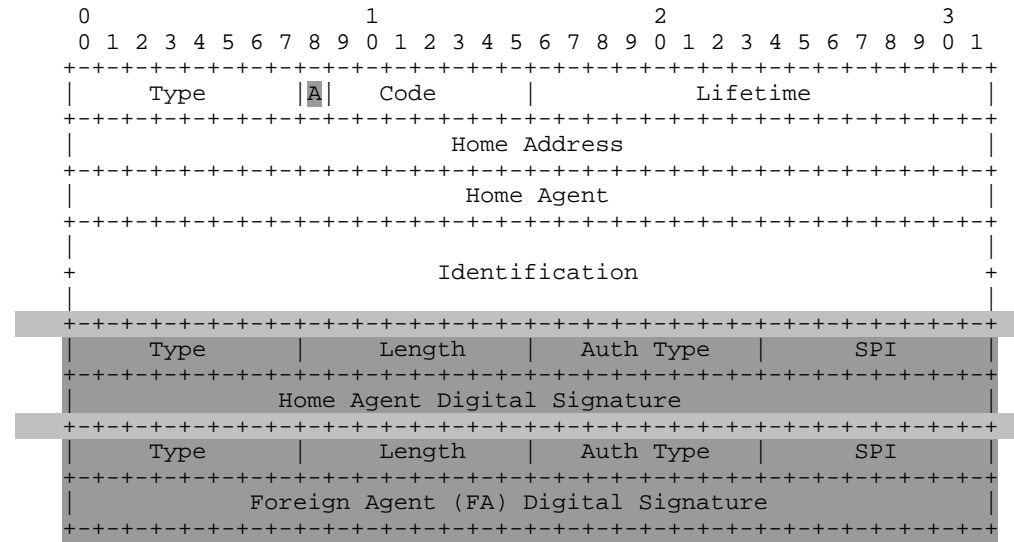 0                   1                   2                   3
 0 1 2 3 4 5 6 7 8 9 0 1 2 3 4 5 6 7 8 9 0 1 2 3 4 5 6 7 8 9 0 1
+-+-+-+-+-+-+-+-+-+-+-+-+-+-+-+-+-+-+-+-+-+-+-+-+-+-+-+-+-+-+-+-+
|     Type      |A|   Code      |           Lifetime            |
+-+-+-+-+-+-+-+-+-+-+-+-+-+-+-+-+-+-+-+-+-+-+-+-+-+-+-+-+-+-+-+-+
|                          Home Address                         |
+-+-+-+-+-+-+-+-+-+-+-+-+-+-+-+-+-+-+-+-+-+-+-+-+-+-+-+-+-+-+-+-+
|                           Home Agent                          |
+-+-+-+-+-+-+-+-+-+-+-+-+-+-+-+-+-+-+-+-+-+-+-+-+-+-+-+-+-+-+-+-+
|                                                               |
+                         Identification                        +
|                                                               |
+-+-+-+-+-+-+-+-+-+-+-+-+-+-+-+-+-+-+-+-+-+-+-+-+-+-+-+-+-+-+-+-+
|     Type      |     Length    |   Auth Type   |      SPI      |
+-+-+-+-+-+-+-+-+-+-+-+-+-+-+-+-+-+-+-+-+-+-+-+-+-+-+-+-+-+-+-+-+
|              Home Agent Digital Signature                     |
+-+-+-+-+-+-+-+-+-+-+-+-+-+-+-+-+-+-+-+-+-+-+-+-+-+-+-+-+-+-+-+-+
|     Type      |     Length    |   Auth Type   |      SPI      |
+-+-+-+-+-+-+-+-+-+-+-+-+-+-+-+-+-+-+-+-+-+-+-+-+-+-+-+-+-+-+-+-+
|            Foreign Agent (FA) Digital Signature               |
+-+-+-+-+-+-+-+-+-+-+-+-+-+-+-+-+-+-+-+-+-+-+-+-+-+-+-+-+-+-+-+-+